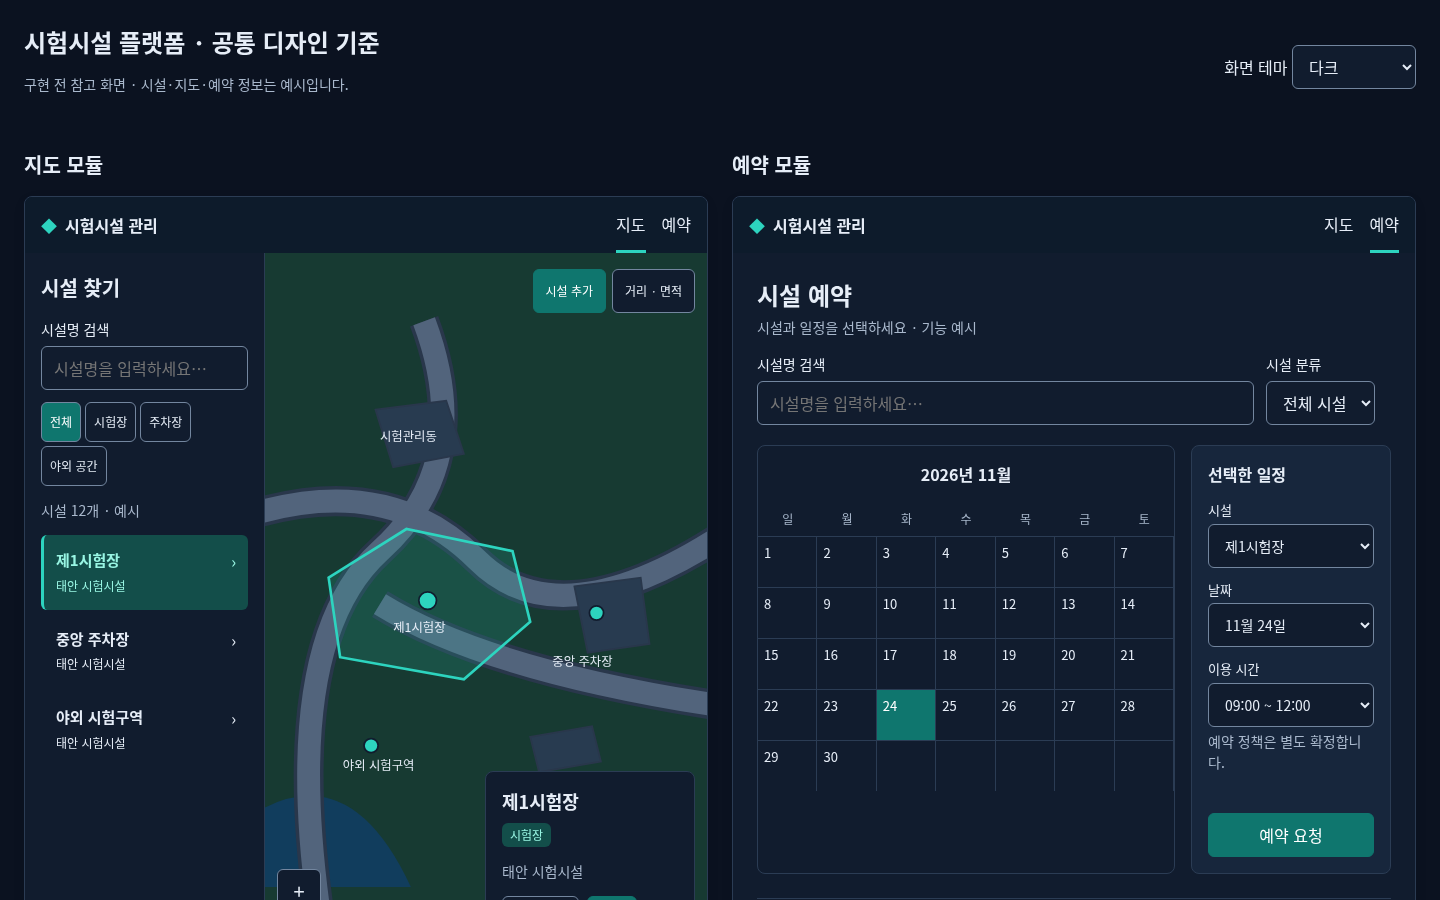 시험시설 플랫폼 · 공통 디자인 기준
구현 전 참고 화면 · 시설·지도·예약 정보는 예시입니다.
화면 테마
다크
지도 모듈
시험시설 관리
지도
예약
시설 찾기
시설명 검색
시설명을 입력하세요…
전체
시험장
주차장
야외 공간
시설 12개 · 예시
제1시험장
태안 시험시설
›
중앙 주차장
태안 시험시설
›
야외 시험구역
태안 시험시설
›
시설 추가
거리 · 면적
시험관리동
제1시험장
중앙 주차장
야외 시험구역
제1시험장
시험장
태안 시험시설
+
예약 모듈
시험시설 관리
지도
예약
시설 예약
시설과 일정을 선택하세요 · 기능 예시
시설명 검색
시설명을 입력하세요…
시설 분류
전체 시설
2026년 11월
일 월 화 수 목 금 토
1 2 3 4 5 6 7
8 9 10 11 12 13 14
15 16 17 18 19 20 21
22 23 24 25 26 27 28
29 30
선택한 일정
시설
제1시험장
날짜
11월 24일
이용 시간
09:00 ~ 12:00
예약 정책은 별도 확정합니
다.
예약 요청